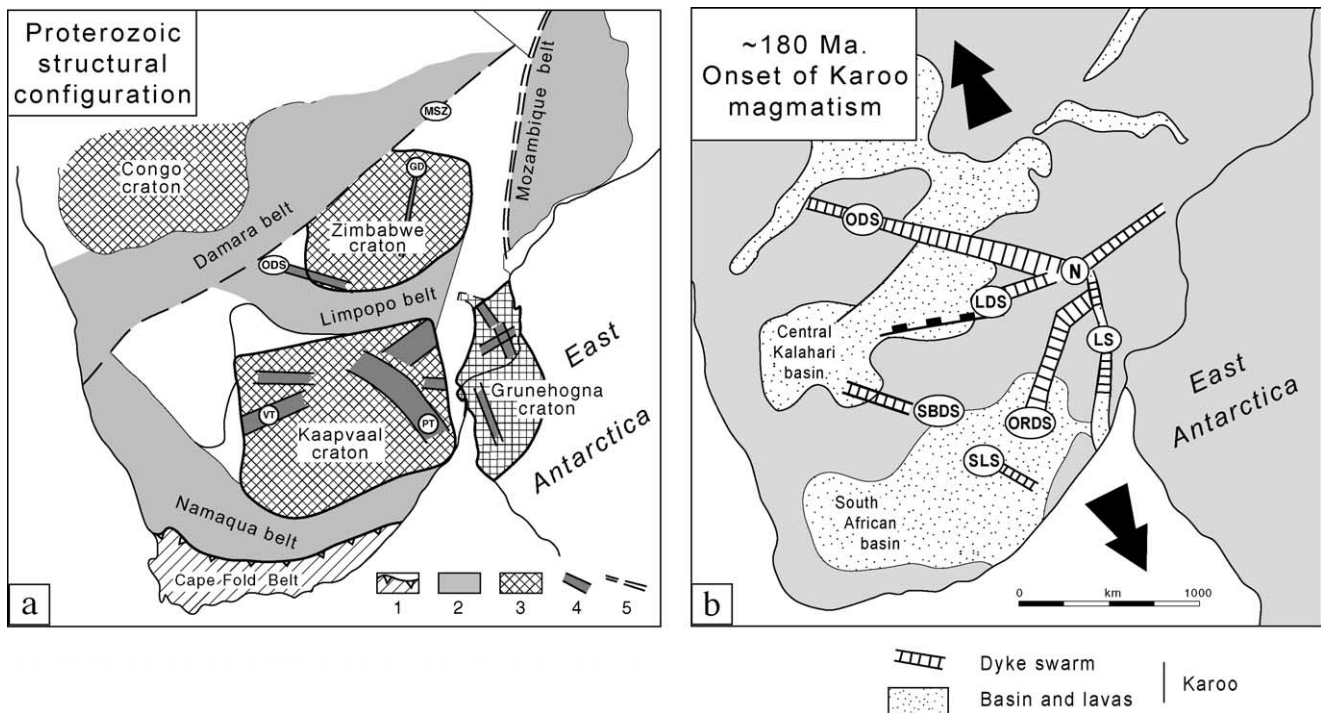 Proterozoic
structural
configuration
Mozambique belt
MSZ
Congo
craton
GD
Zimbabwe
craton
Damara belt
ODS
Limpopo belt
East
Antarctica
Grunehogna
craton
VT
PT
Kaapvaal
craton
Namaqua belt
Cape Fold Belt
a
1 2 3 4 5
~180 Ma.
Onset of Karoo
magmatism
ODS
N
LDS
LS
Central
Kalahari
basin
East
Antarctica
SBDS
ORDS
SLS
South
African
basin
0 km 1000
b
Dyke swarm
Basin and lavas
Karoo